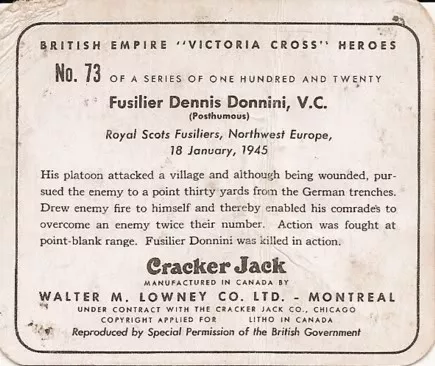 BRITISH EMPIRE "VICTORIA CROSS" HEROES
No. 73 OF A SERIES OF ONE HUNDRED AND TWENTY
Fusilier Dennis Donnini, V.C.
(Posthumous)
Royal Scots Fusiliers, Northwest Europe,
18 January, 1945
His platoon attacked a village and although being wounded, pur-
sued the enemy to a point thirty yards from the German trenches.
Drew enemy fire to himself and thereby enabled his comrades to
overcome an enemy twice their number. Action was fought at
point-blank range. Fusilier Donnini was killed in action.
Cracker Jack
MANUFACTURED IN CANADA BY
WALTER M. LOWNEY CO. LTD. - MONTREAL
UNDER CONTRACT WITH THE CRACKER JACK CO., CHICAGO
COPYRIGHT APPLIED FOR LITHO IN CANADA
Reproduced by Special Permission of the British Government